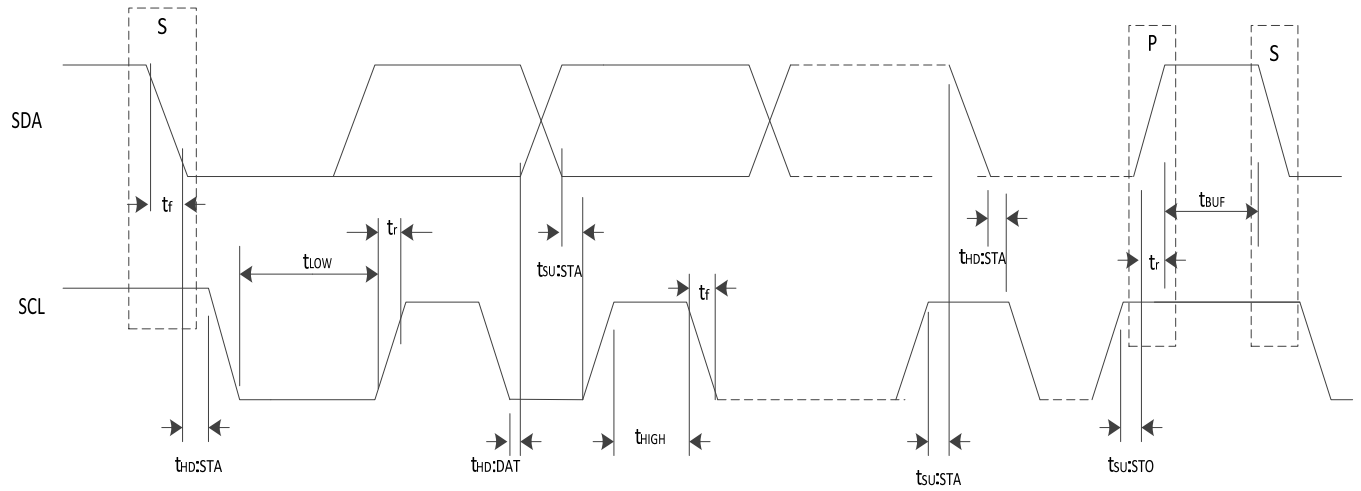 S
P
S
SDA
tf
tBUF
tr
tLOW
tSU:STA
tHD:STA
tr
tf
SCL
tHD:STA
tHD:DAT
tHIGH
tSU:STA
tSU:STO